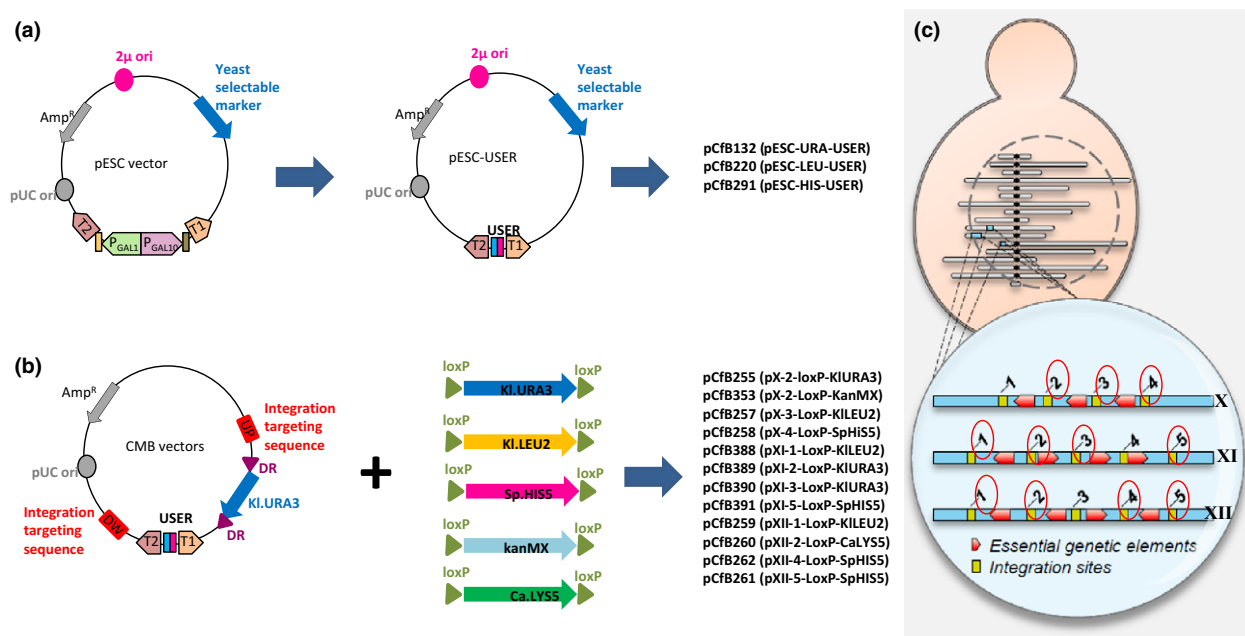 (a)
2µ ori
Yeast
selectable
marker
AmpR
pESC vector
pUC ori
T2
PGAL1
PGAL10
T1
2µ ori
Yeast
selectable
marker
AmpR
pESC-USER
pUC ori
USER
T2
T1
pCfB132 (pESC-URA-USER)
pCfB220 (pESC-LEU-USER)
pCfB291 (pESC-HIS-USER)
(b)
AmpR
CMB vectors
pUC ori
Integration
targeting
sequence
UP
DR
Kl.URA3
DR
Integration
targeting
sequence
DW
USER
T2
T1
loxP
loxP
Kl.URA3
loxP
loxP
Kl.LEU2
loxP
loxP
Sp.HIS5
loxP
loxP
kanMX
loxP
loxP
Ca.LYS5
pCfB255 (pX-2-loxP-KlURA3)
pCfB353 (pX-2-LoxP-KanMX)
pCfB257 (pX-3-LoxP-KlLEU2)
pCfB258 (pX-4-LoxP-SpHiS5)
pCfB388 (pXI-1-LoxP-KlLEU2)
pCfB389 (pXI-2-LoxP-KlURA3)
pCfB390 (pXI-3-LoxP-KlURA3)
pCfB391 (pXI-5-LoxP-SpHIS5)
pCfB259 (pXII-1-LoxP-KlLEU2)
pCfB260 (pXII-2-LoxP-CaLYS5)
pCfB262 (pXII-4-LoxP-SpHIS5)
pCfB261 (pXII-5-LoxP-SpHIS5)
(c)
1 2 3 4
X
1 2 3 4 5
XI
1 2 3 4 5
XII
Essential genetic elements
Integration sites